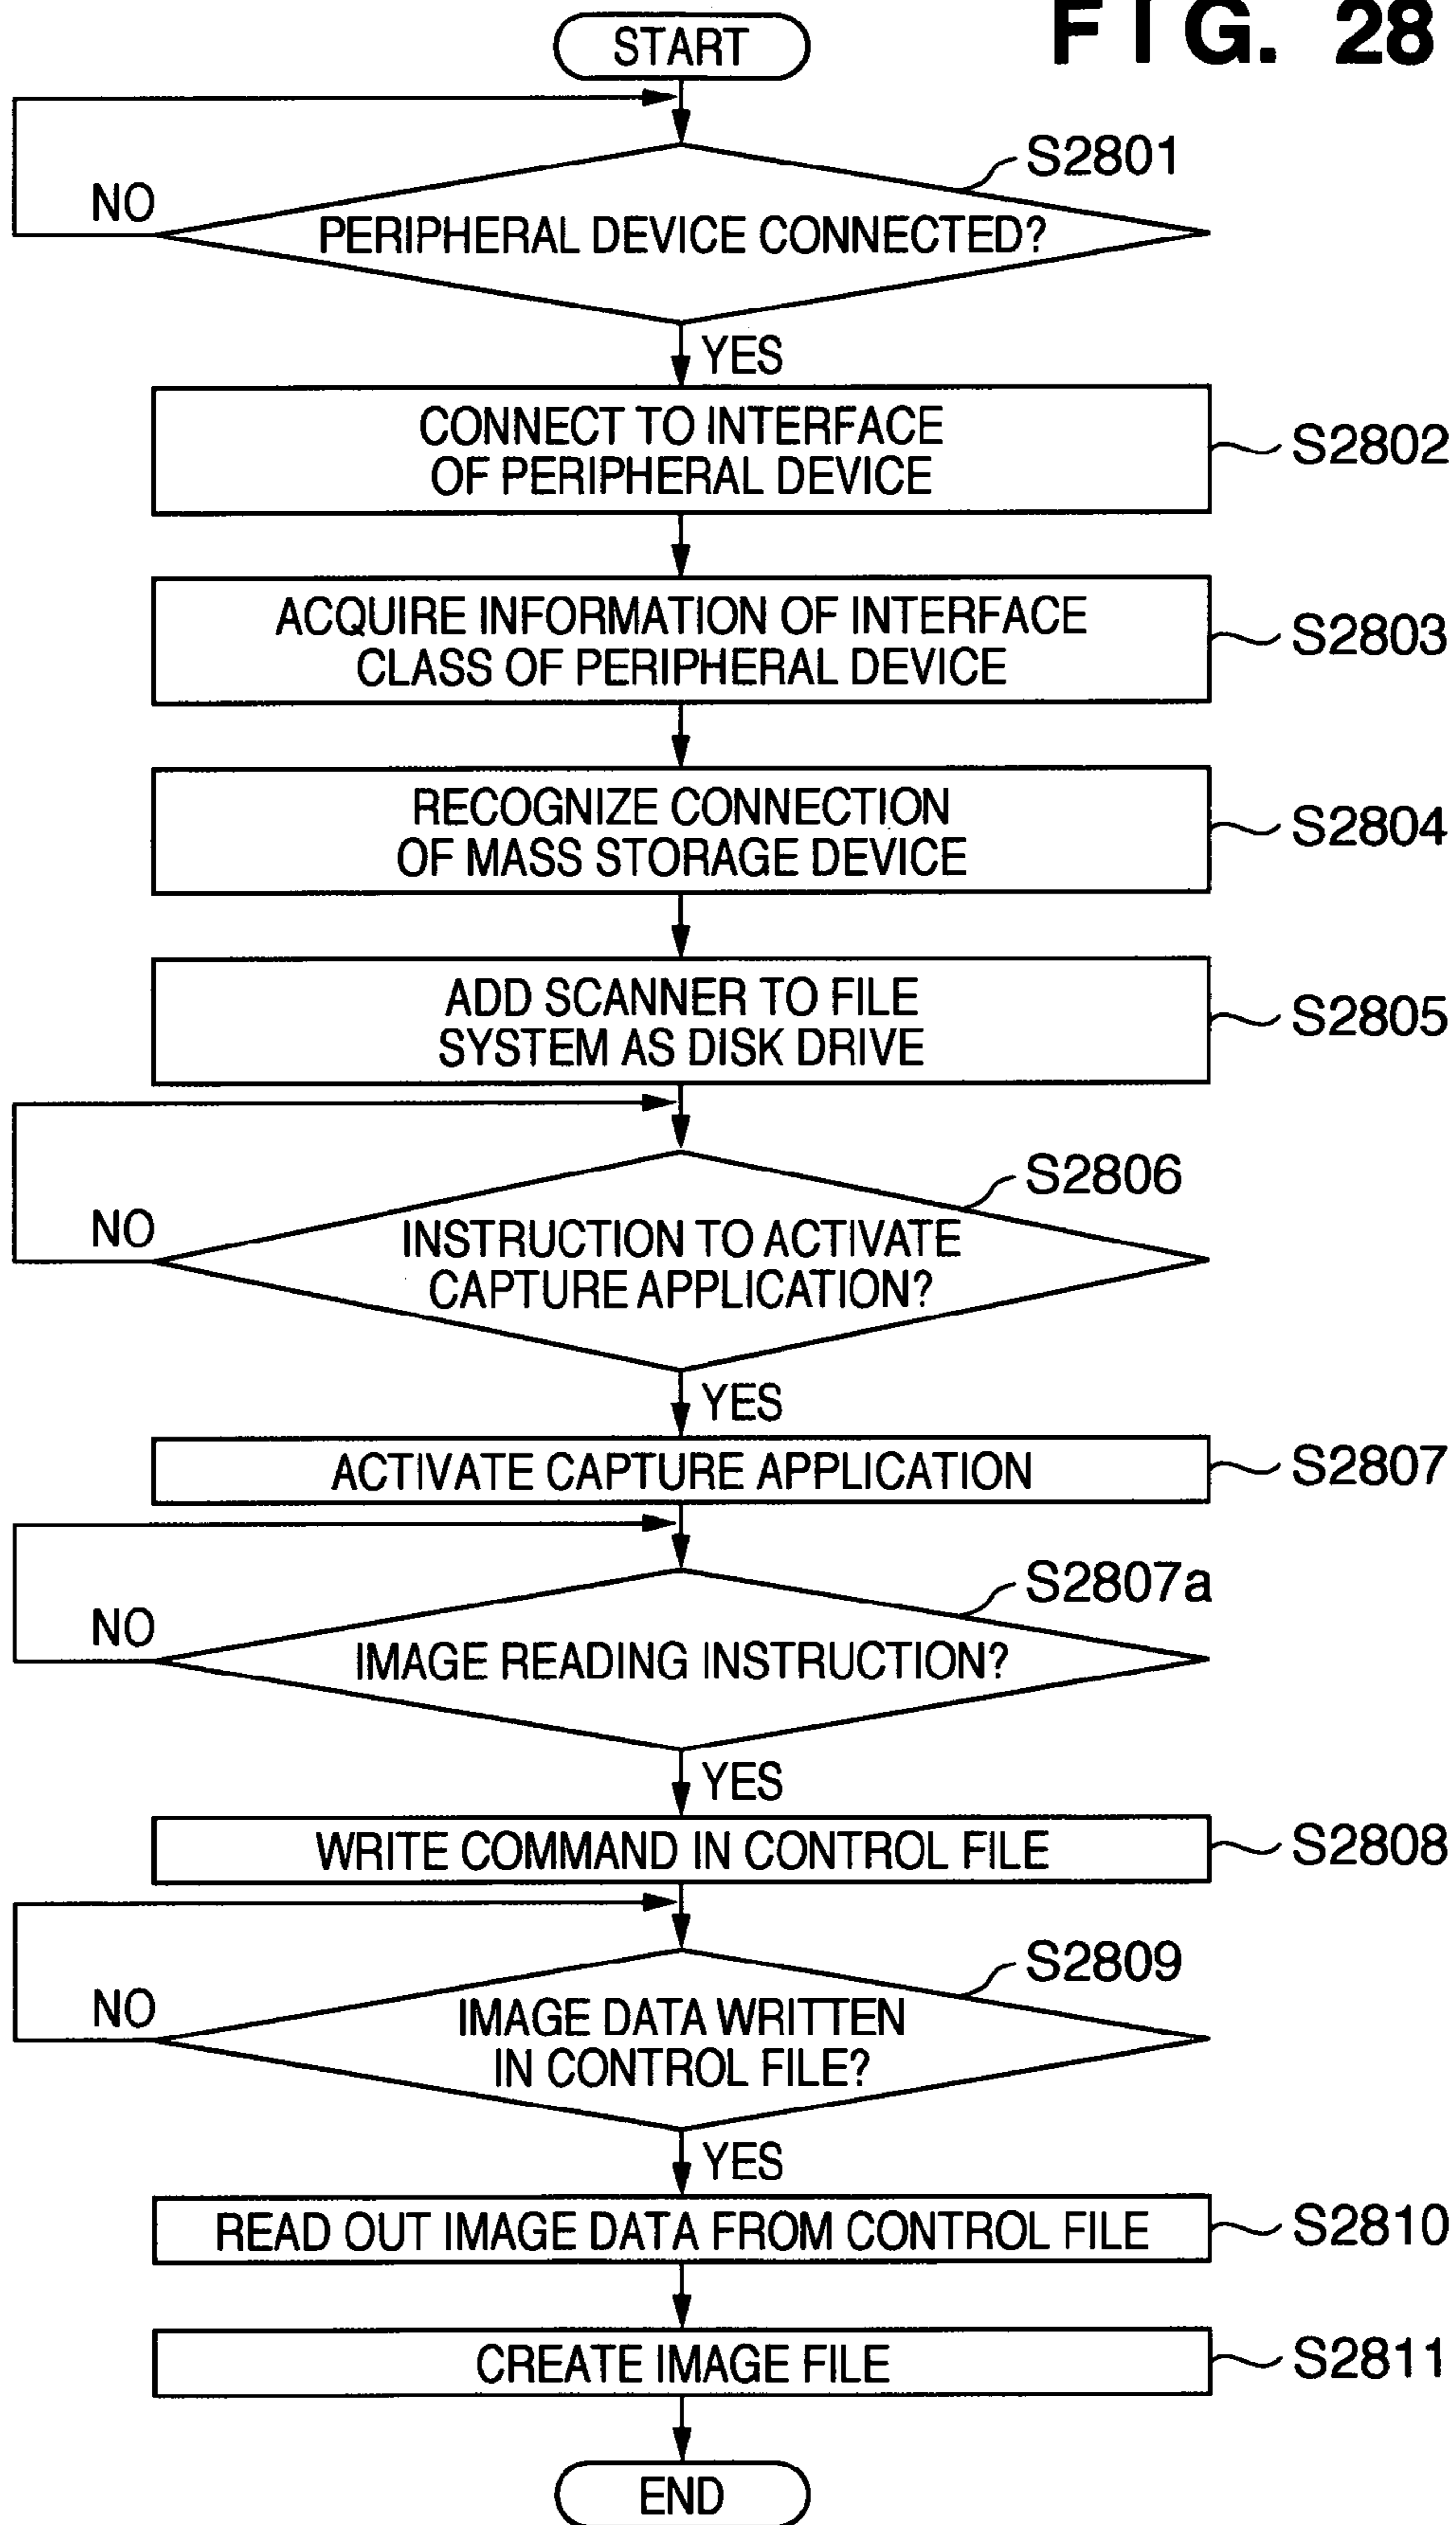 FIG. 28
START
S2801
NO
PERIPHERAL DEVICE CONNECTED?
YES
CONNECT TO INTERFACE
OF PERIPHERAL DEVICE
S2802
ACQUIRE INFORMATION OF INTERFACE
CLASS OF PERIPHERAL DEVICE
S2803
RECOGNIZE CONNECTION
OF MASS STORAGE DEVICE
S2804
ADD SCANNER TO FILE
SYSTEM AS DISK DRIVE
S2805
S2806
NO
INSTRUCTION TO ACTIVATE
CAPTURE APPLICATION?
YES
ACTIVATE CAPTURE APPLICATION
S2807
S2807a
NO
IMAGE READING INSTRUCTION?
YES
WRITE COMMAND IN CONTROL FILE
S2808
S2809
NO
IMAGE DATA WRITTEN
IN CONTROL FILE?
YES
READ OUT IMAGE DATA FROM CONTROL FILE
S2810
CREATE IMAGE FILE
S2811
END